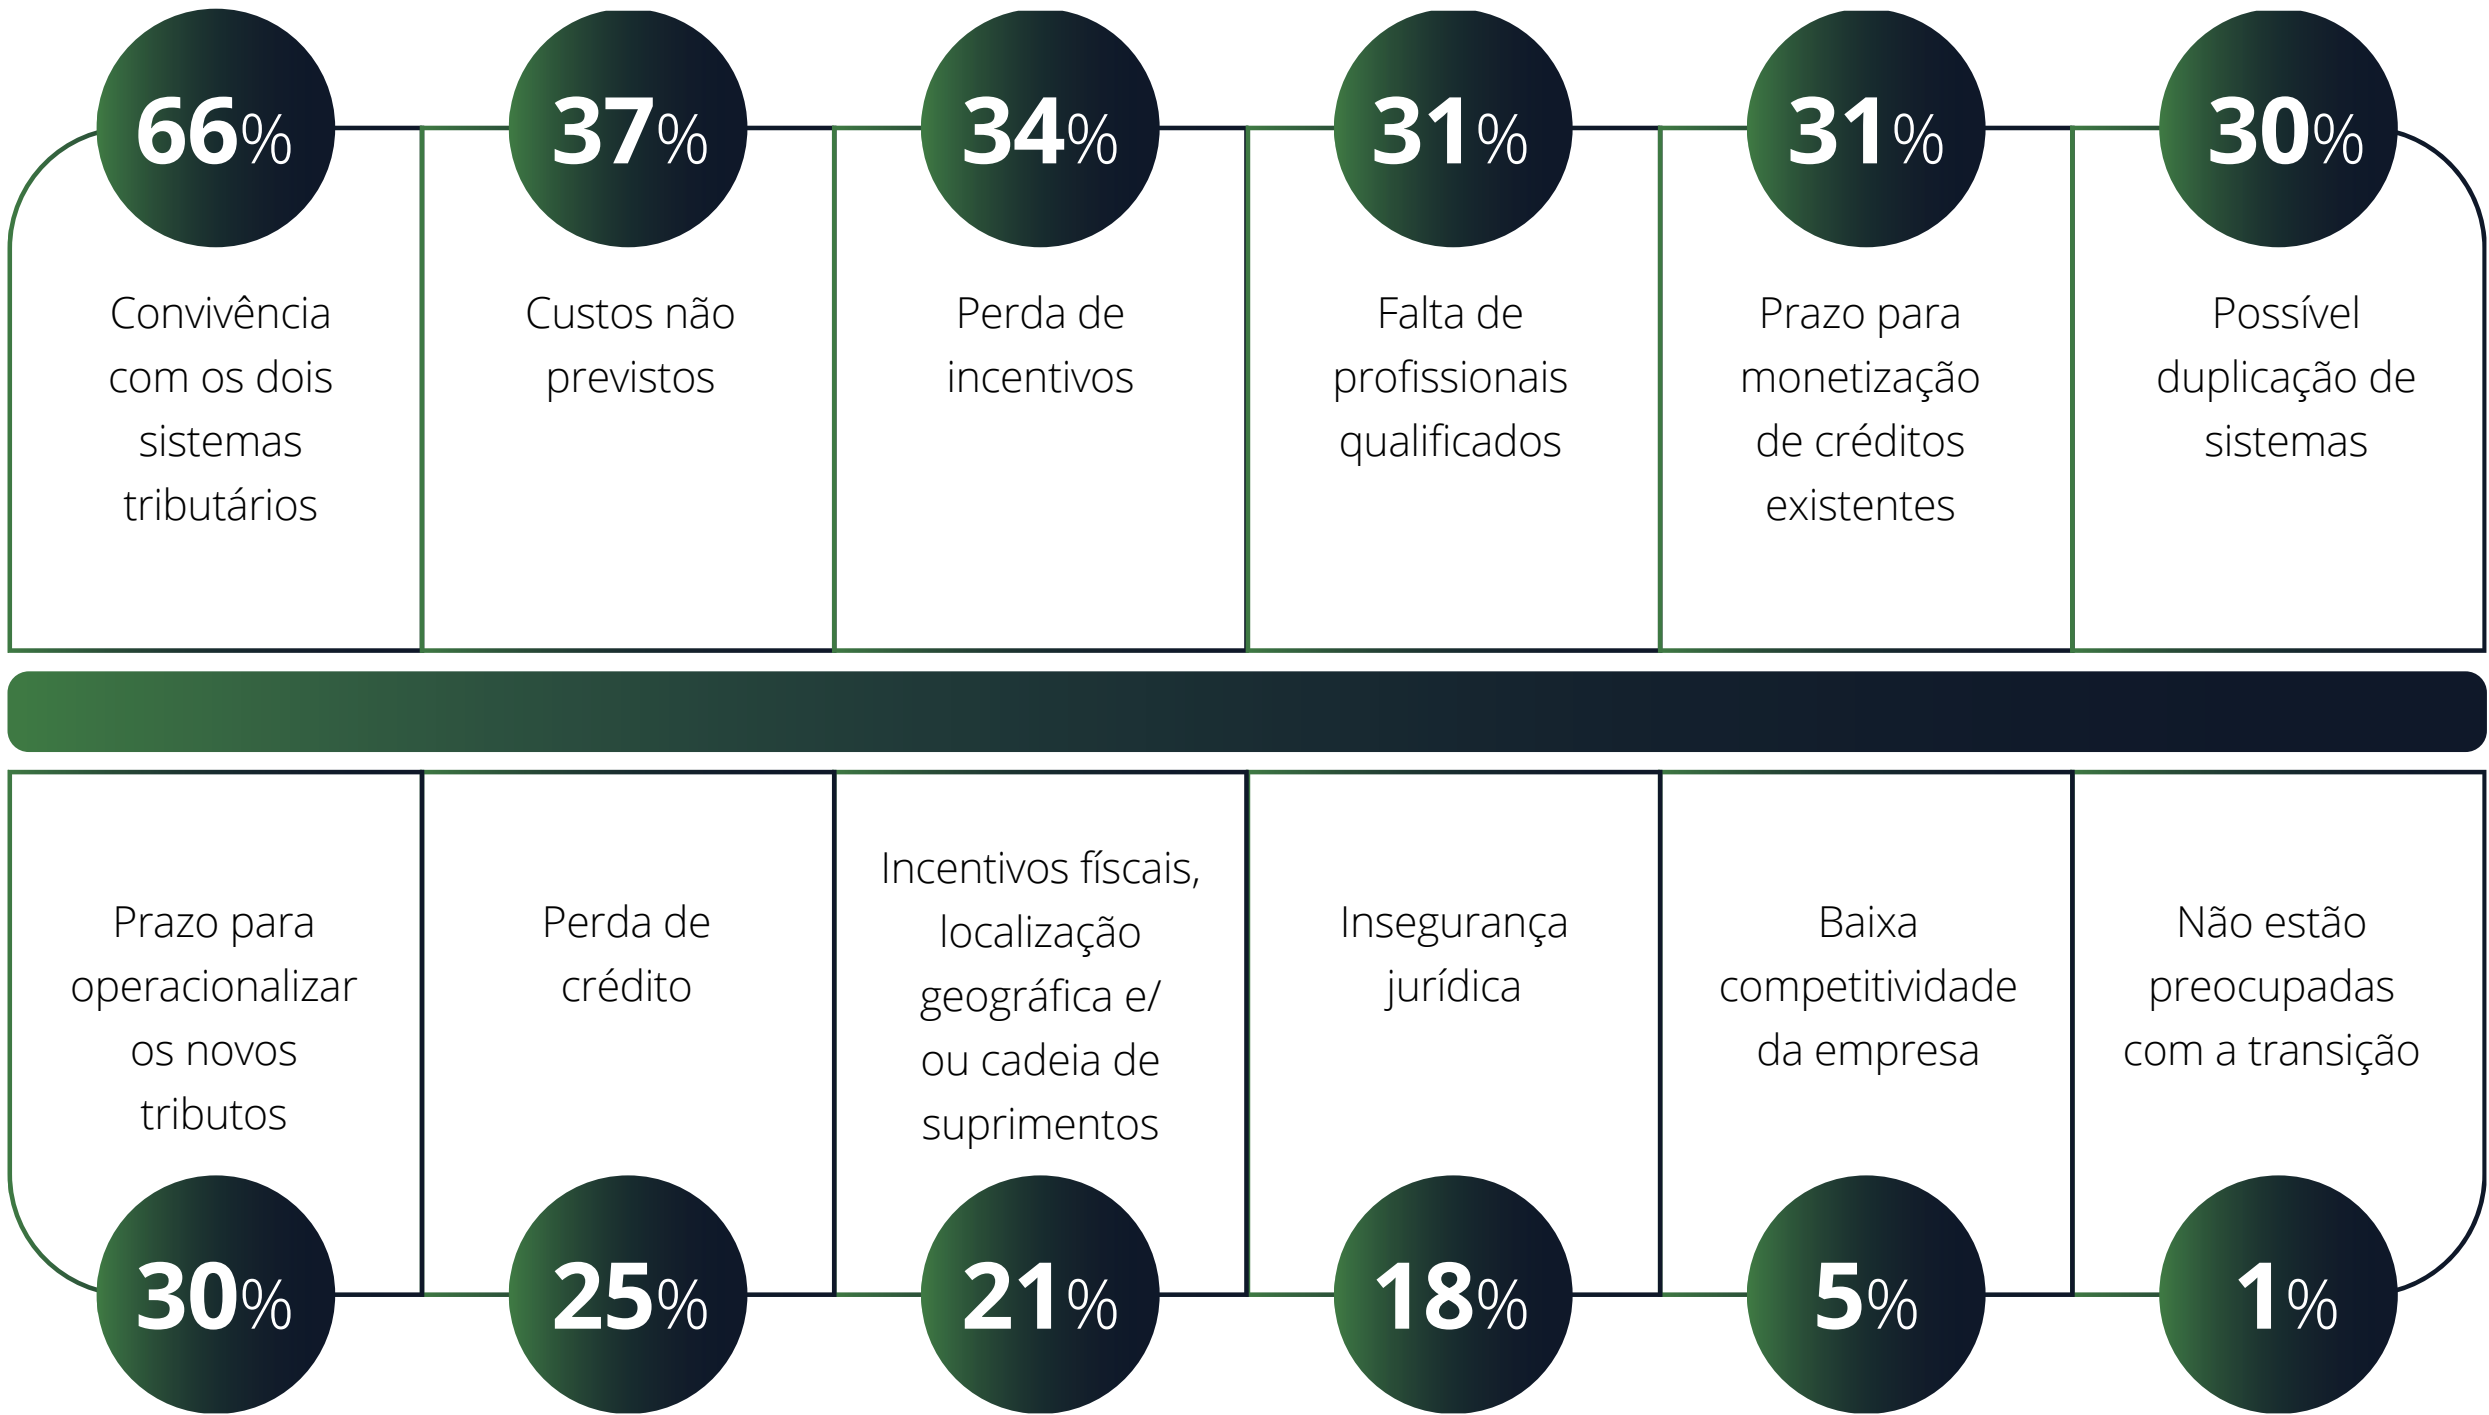 66%
Convivência
com os dois
sistemas
tributários
37%
Custos não
previstos
34%
Perda de
incentivos
31%
Falta de
profissionais
qualificados
31%
Prazo para
monetização
de créditos
existentes
30%
Possível
duplicação de
sistemas
Prazo para
operacionalizar
os novos
tributos
30%
Perda de
crédito
25%
Incentivos físcais,
localização
geográfica e/
ou cadeia de
suprimentos
21%
Insegurança
jurídica
18%
Baixa
competitividade
da empresa
5%
Não estão
preocupadas
com a transição
1%